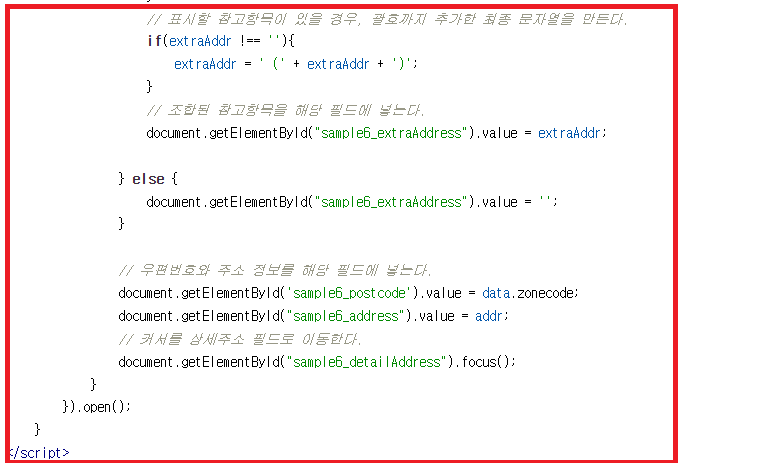 // 표시할 참고항목이 있을 경우, 괄호까지 추가한 최종 문자열을 만든다.
if(extraAddr !== ''){
extraAddr = ' (' + extraAddr + ')';
}
// 조합된 참고항목을 해당 필드에 넣는다.
document.getElementById("sample6_extraAddress").value = extraAddr;
} else {
document.getElementById("sample6_extraAddress").value = '';
}
// 우편번호와 주소 정보를 해당 필드에 넣는다.
document.getElementById('sample6_postcode').value = data.zonecode;
document.getElementById("sample6_address").value = addr;
// 커서를 상세주소 필드로 이동한다.
document.getElementById("sample6_detailAddress").focus();
}
}).open();
}
</script>